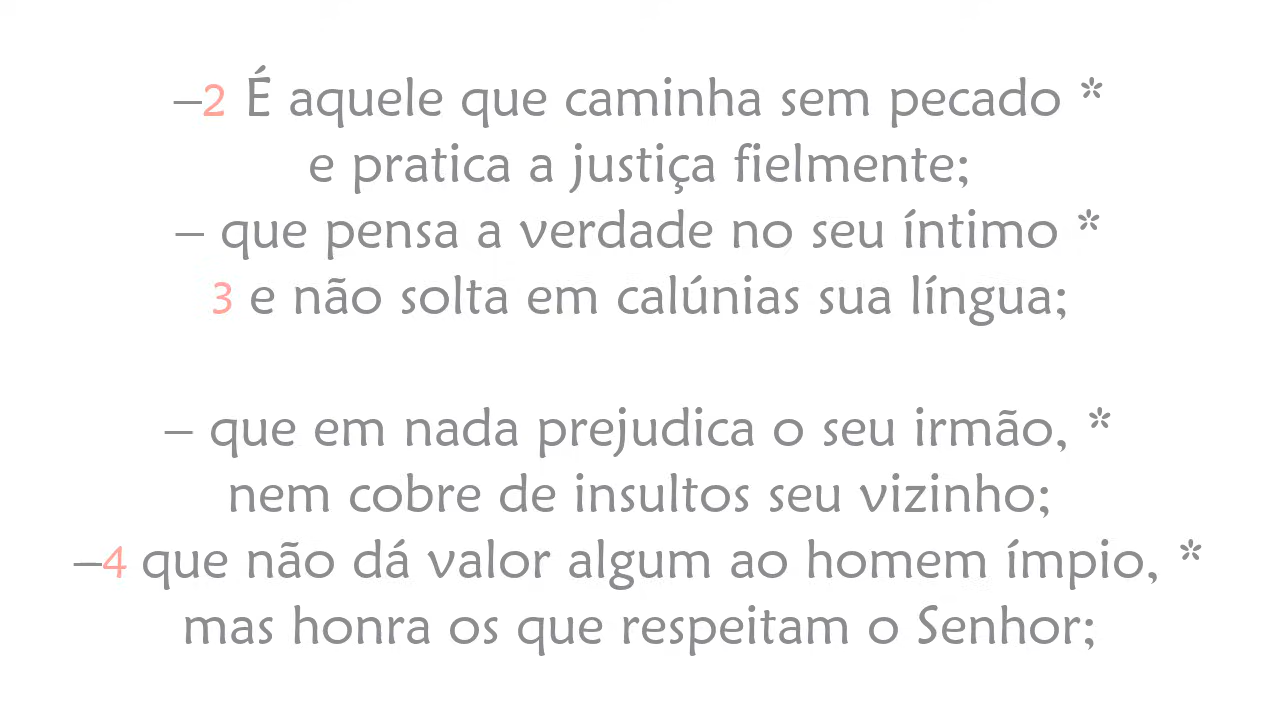 –2 É aquele que caminha sem pecado *
e pratica a justiça fielmente;
– que pensa a verdade no seu íntimo *
3 e não solta em calúnias sua língua;
– que em nada prejudica o seu irmão, *
nem cobre de insultos seu vizinho;
–4 que não dá valor algum ao homem ímpio, *
mas honra os que respeitam o Senhor;